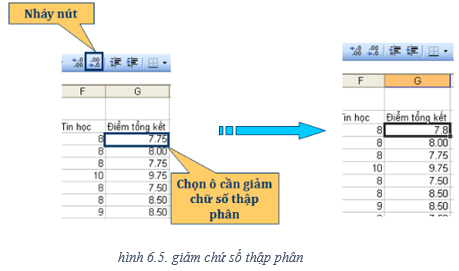 Nháy nút
F G
Tin học Điểm tổng kết
8 7.75
8 8.00
8 7.75
10 9.75
8 7.50
8 8.50
9 8.50
Chọn ô cần giảm
chữ số thập
phân
F G
in học Điểm tổng kết
8 7.8
8 8.00
8 7.75
10 9.75
8 7.50
8 8.50
9 8.50
hình 6.5. giảm chữ số thập phân